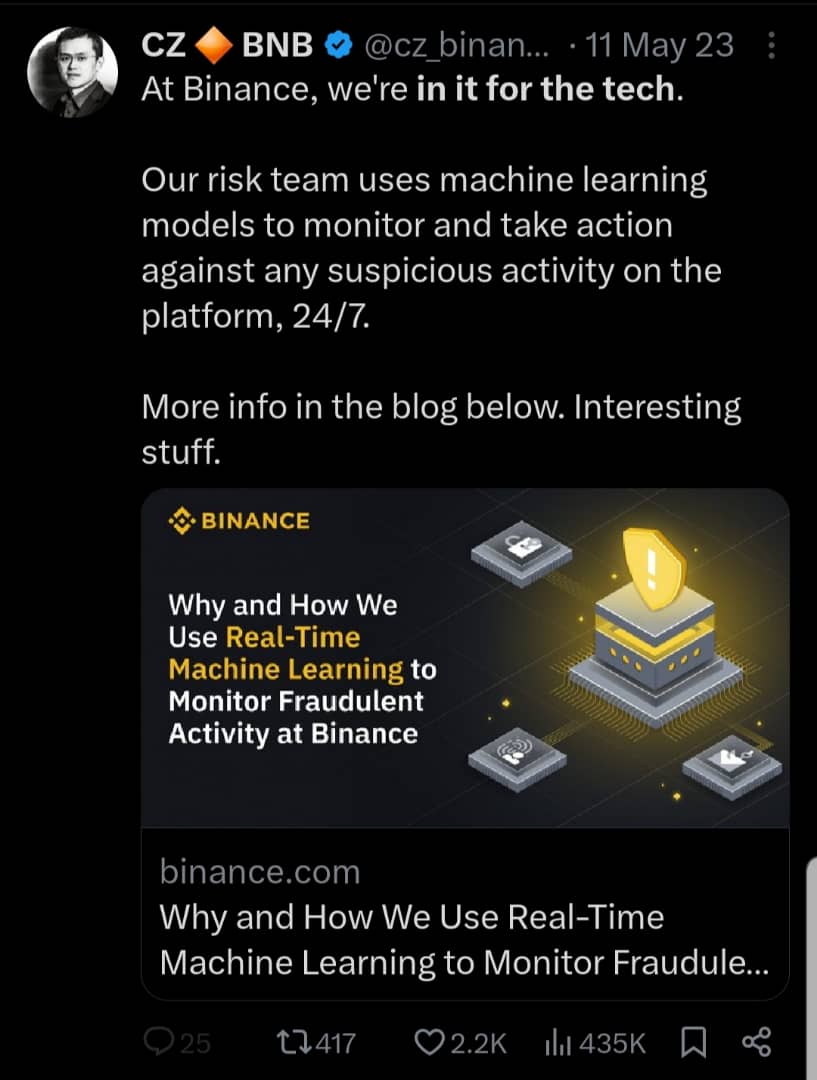 CZ 🔶 BNB @cz_binan... · 11 May 23
At Binance, we're in it for the tech.
Our risk team uses machine learning
models to monitor and take action
against any suspicious activity on the
platform, 24/7.
More info in the blog below. Interesting
stuff.
BINANCE
Why and How We
Use Real-Time
Machine Learning to
Monitor Fraudulent
Activity at Binance
binance.com
Why and How We Use Real-Time
Machine Learning to Monitor Fraudule...
25 417 2.2K 435K